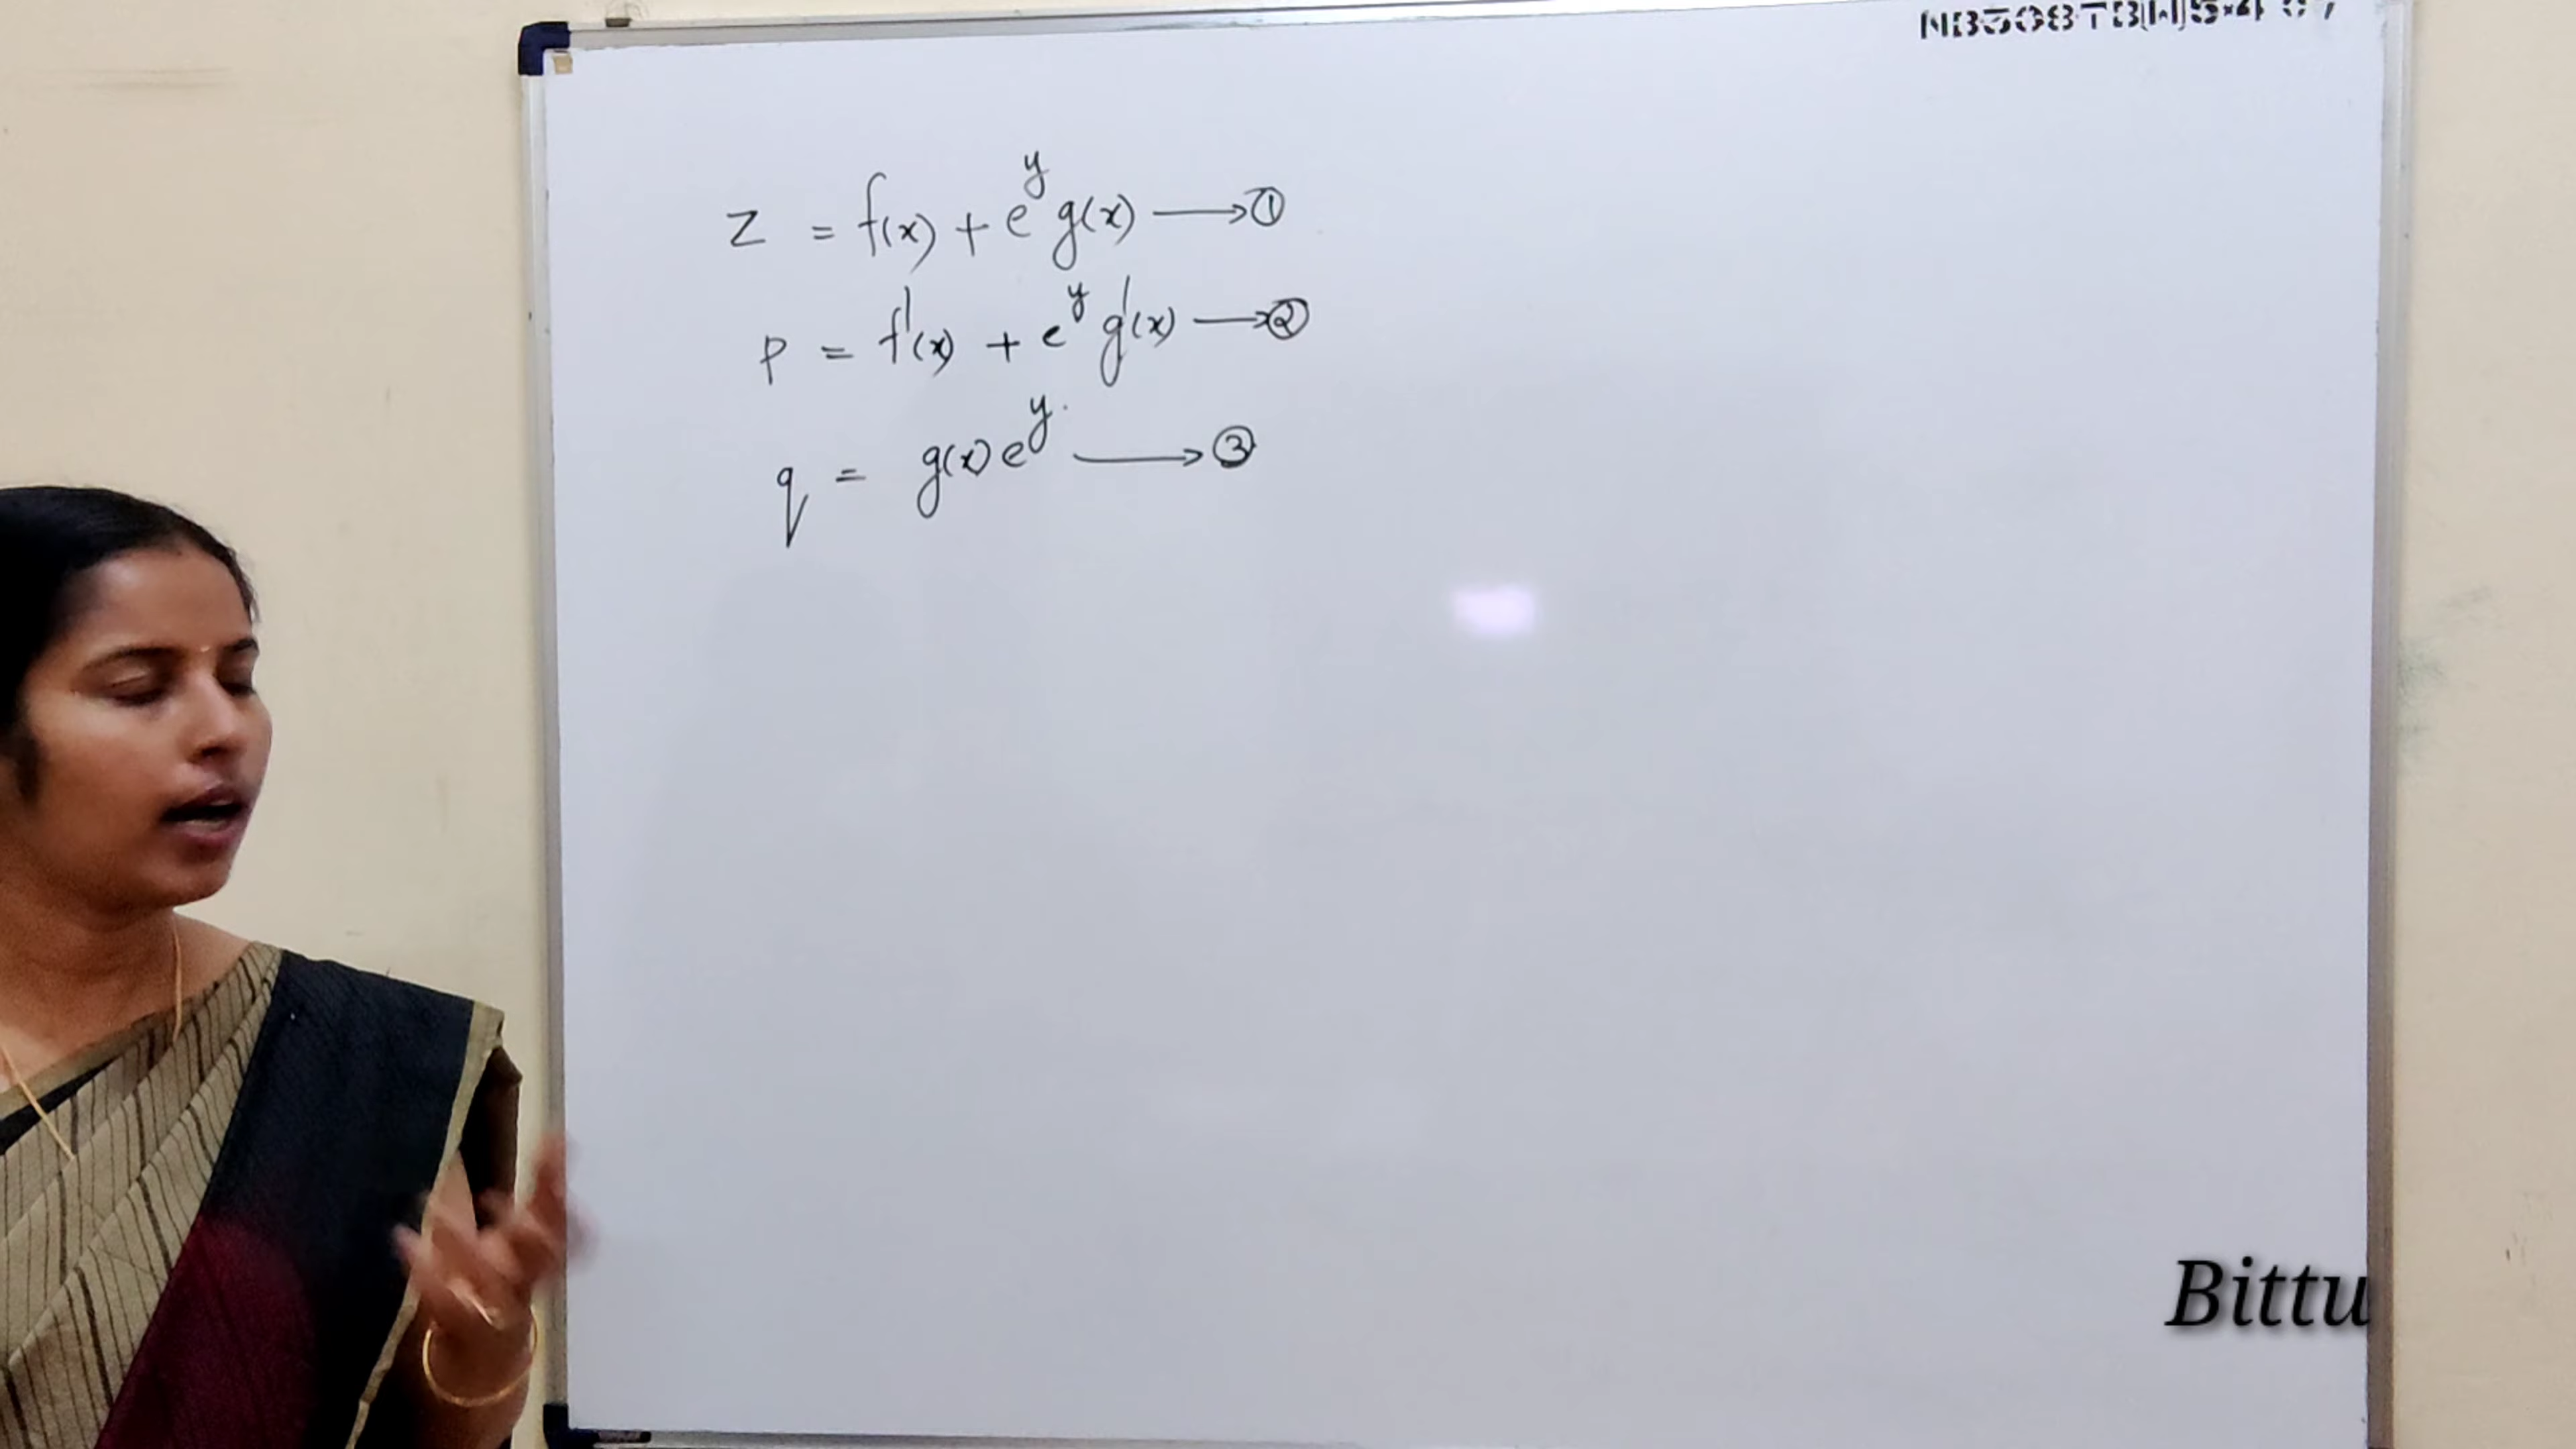 z = f(x) + e^y g(x) ⟶ ①
p = f'(x) + e^y g'(x) ⟶ ②
q = g(x) e^y ⟶ ③
Bittu